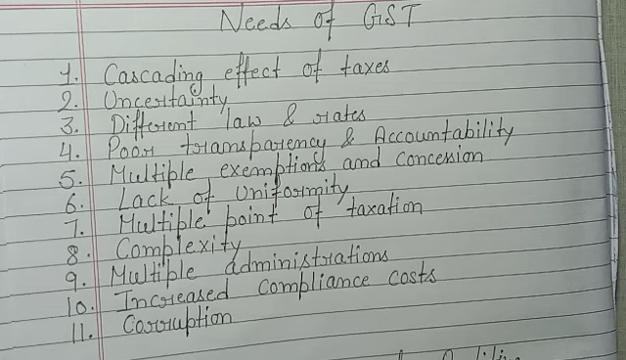 Needs of GST
1. Cascading effect of taxes
2. Uncertainty
3. Different law & rates
4. Poor transparency & Accountability
5. Multiple exemptions and concession
6. Lack of Uniformity
7. Multiple point of taxation
8. Complexity
9. Multiple administrations
10. Increased compliance costs
11. Corruption